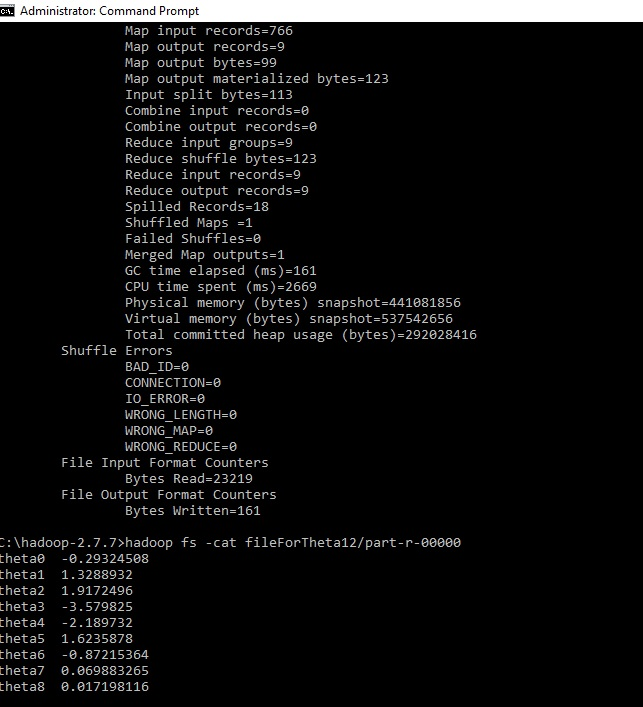 Administrator: Command Prompt
Map input records=766
Map output records=9
Map output bytes=99
Map output materialized bytes=123
Input split bytes=113
Combine input records=0
Combine output records=0
Reduce input groups=9
Reduce shuffle bytes=123
Reduce input records=9
Reduce output records=9
Spilled Records=18
Shuffled Maps =1
Failed Shuffles=0
Merged Map outputs=1
GC time elapsed (ms)=161
CPU time spent (ms)=2669
Physical memory (bytes) snapshot=441081856
Virtual memory (bytes) snapshot=537542656
Total committed heap usage (bytes)=292028416
Shuffle Errors
BAD_ID=0
CONNECTION=0
IO_ERROR=0
WRONG_LENGTH=0
WRONG_MAP=0
WRONG_REDUCE=0
File Input Format Counters
Bytes Read=23219
File Output Format Counters
Bytes Written=161
C:\hadoop-2.7.7>hadoop fs -cat fileForTheta12/part-r-00000
theta0 -0.29324508
theta1 1.3288932
theta2 1.9172496
theta3 -3.579825
theta4 -2.189732
theta5 1.6235878
theta6 -0.87215364
theta7 0.069883265
theta8 0.017198116